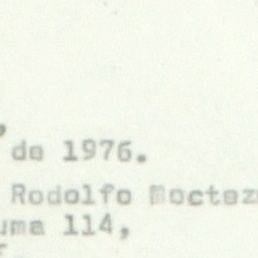 de 1976.
Rodolfo Moctez
uma 114,